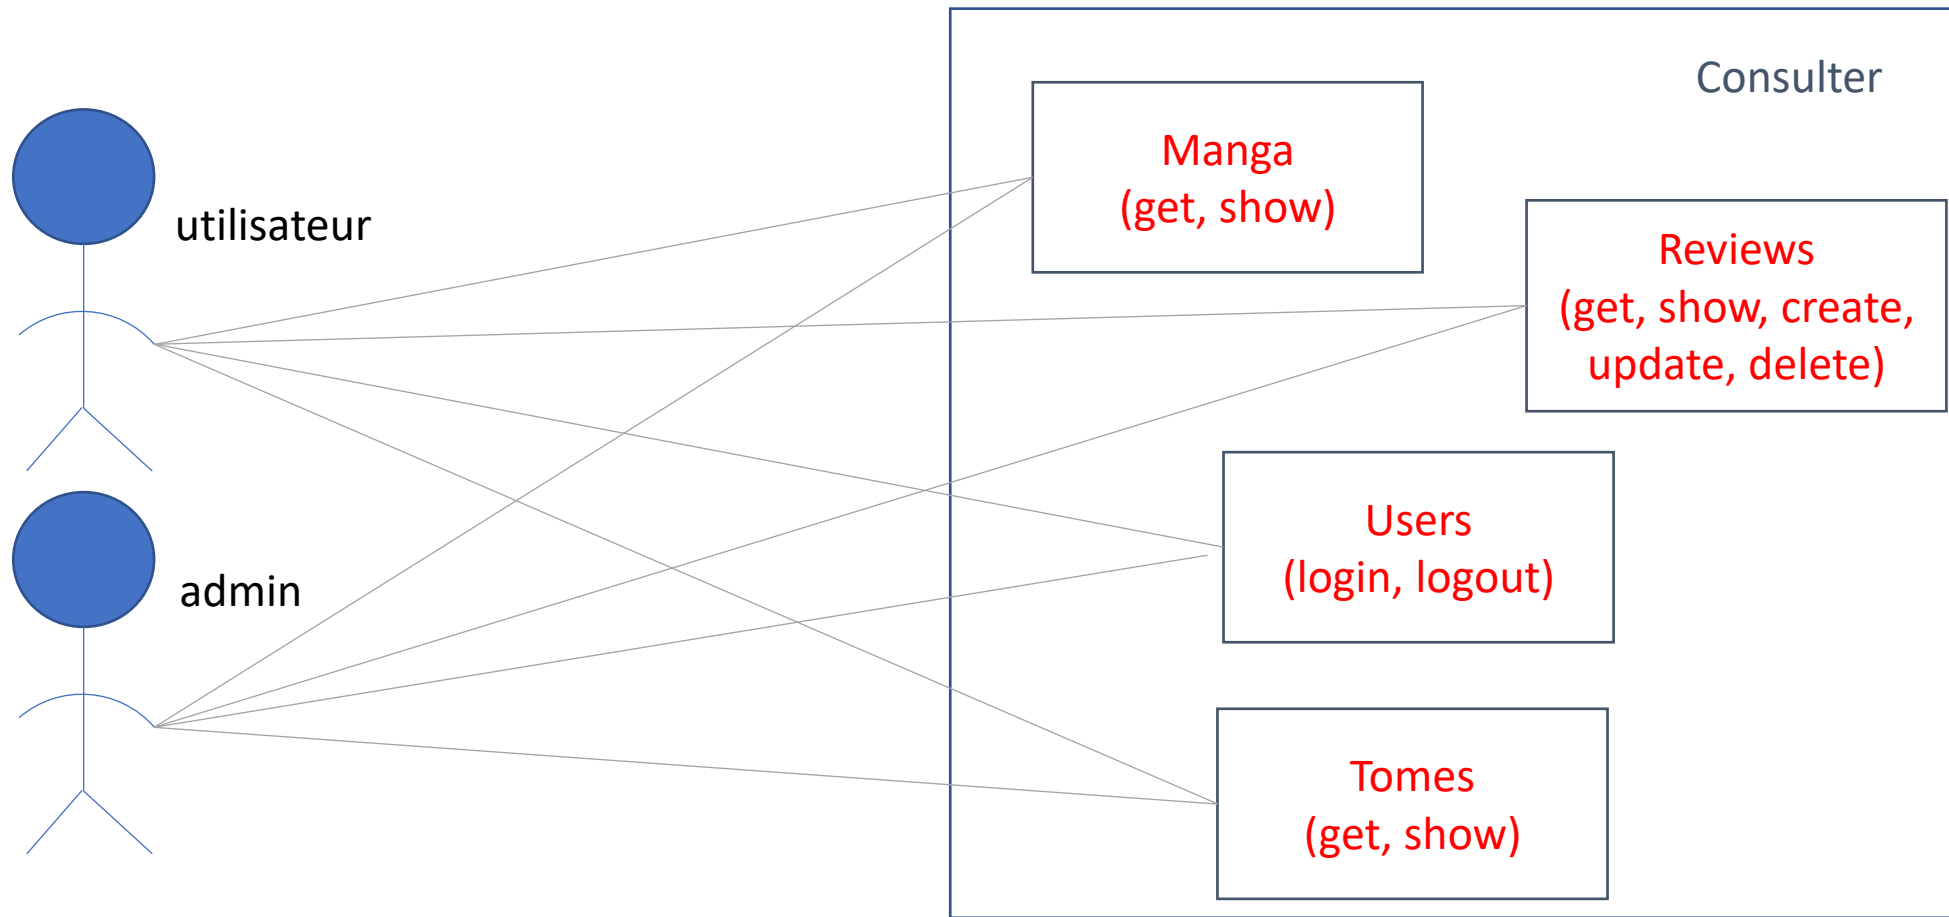 Consulter
utilisateur
Manga
(get, show)
Reviews
(get, show, create,
update, delete)
admin
Users
(login, logout)
Tomes
(get, show)